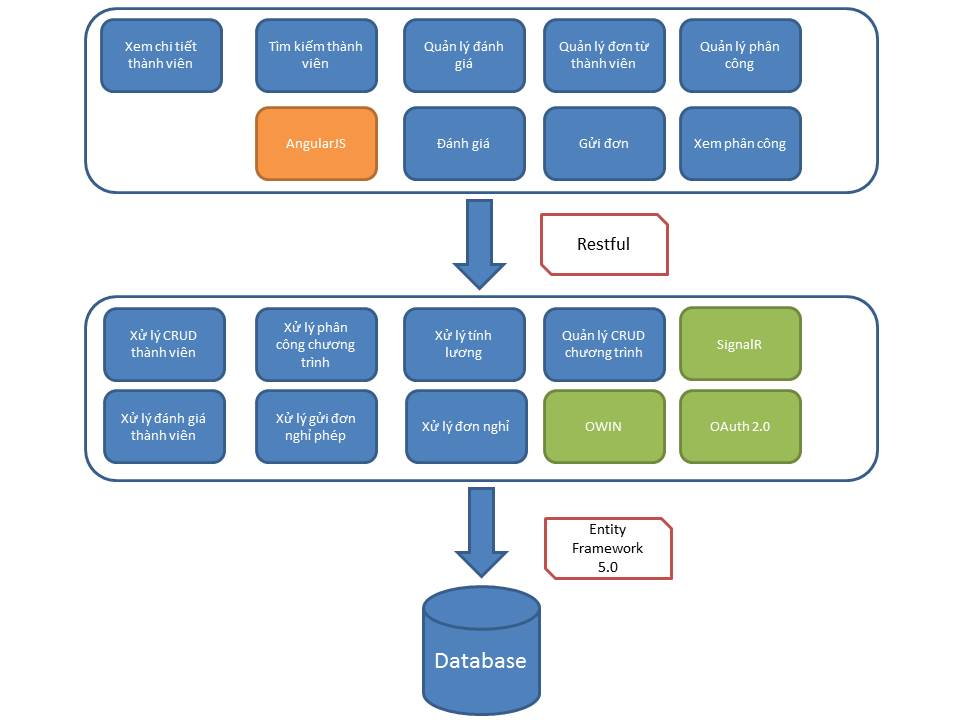 Xem chi tiết
thành viên
Tìm kiếm thành
viên
Quản lý đánh
giá
Quản lý đơn từ
thành viên
Quản lý phân
công
AngularJS
Đánh giá
Gửi đơn
Xem phân công
Restful
Xử lý CRUD
thành viên
Xử lý phân
công chương
trình
Xử lý tính
lương
Quản lý CRUD
chương trình
SignalR
Xử lý đánh giá
thành viên
Xử lý gửi đơn
nghỉ phép
Xử lý đơn nghỉ
OWIN
OAuth 2.0
Entity
Framework
5.0
Database